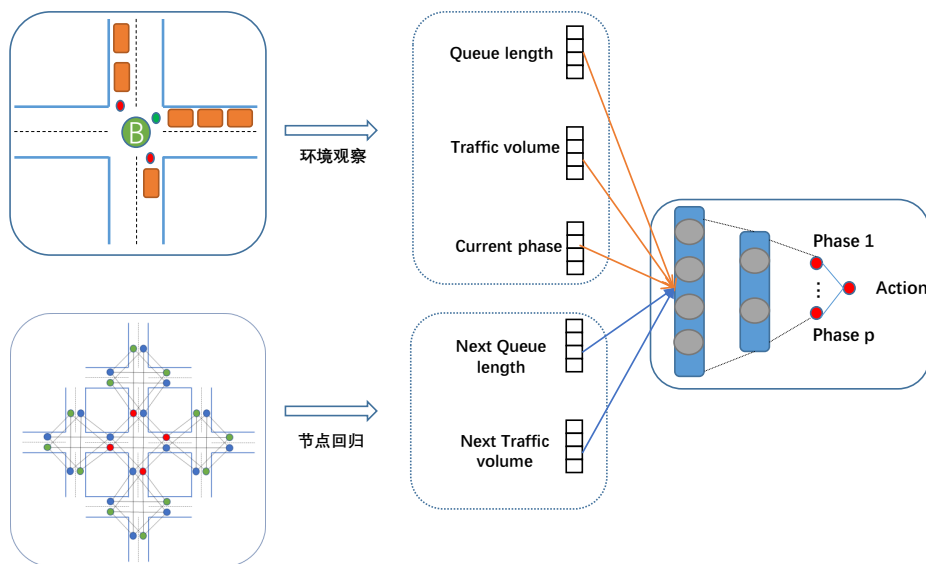 B
环境观察
Queue length
Traffic volume
Current phase
Phase 1
⋮
Phase p
Action
节点回归
Next Queue
length
Next Traffic
volume